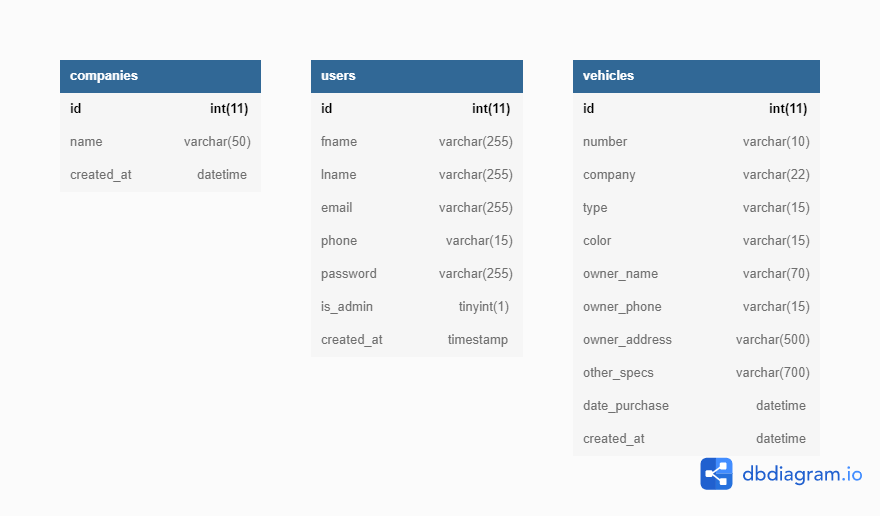 companies
id int(11)
name varchar(50)
created_at datetime
users
id int(11)
fname varchar(255)
lname varchar(255)
email varchar(255)
phone varchar(15)
password varchar(255)
is_admin tinyint(1)
created_at timestamp
vehicles
id int(11)
number varchar(10)
company varchar(22)
type varchar(15)
color varchar(15)
owner_name varchar(70)
owner_phone varchar(15)
owner_address varchar(500)
other_specs varchar(700)
date_purchase datetime
created_at datetime
dbdiagram.io